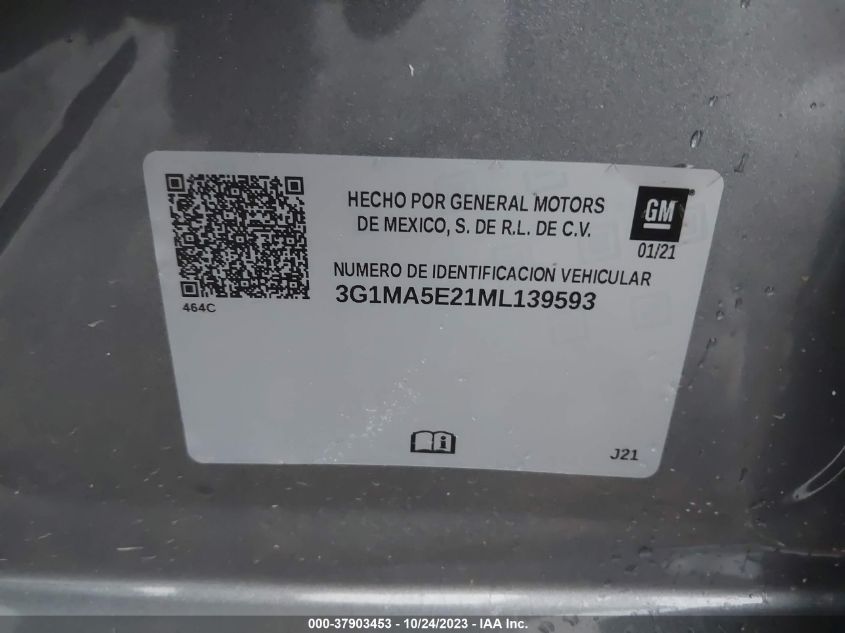 HECHO POR GENERAL MOTORS
DE MEXICO, S. DE R.L. DE C.V.
GM
01/21
NUMERO DE IDENTIFICACION VEHICULAR
3G1MA5E21ML139593
464C
J21
000-37903453 - 10/24/2023 - ©IAA Inc.